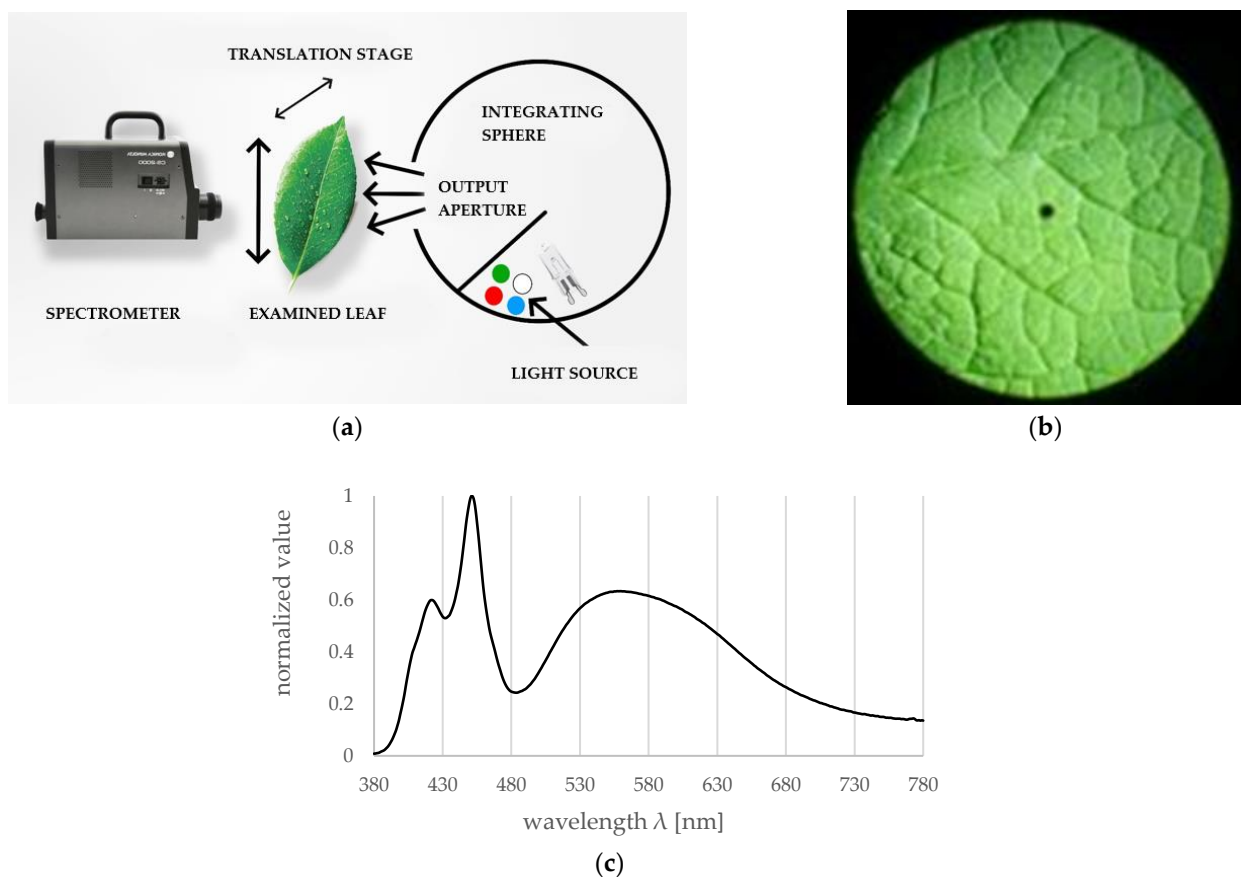 TRANSLATION STAGE
INTEGRATING
SPHERE
OUTPUT
APERTURE
SPECTROMETER
EXAMINED LEAF
LIGHT SOURCE
(a)
(b)
normalized value
1
0.8
0.6
0.4
0.2
0
380 430 480 530 580 630 680 730 780
wavelength λ [nm]
(c)